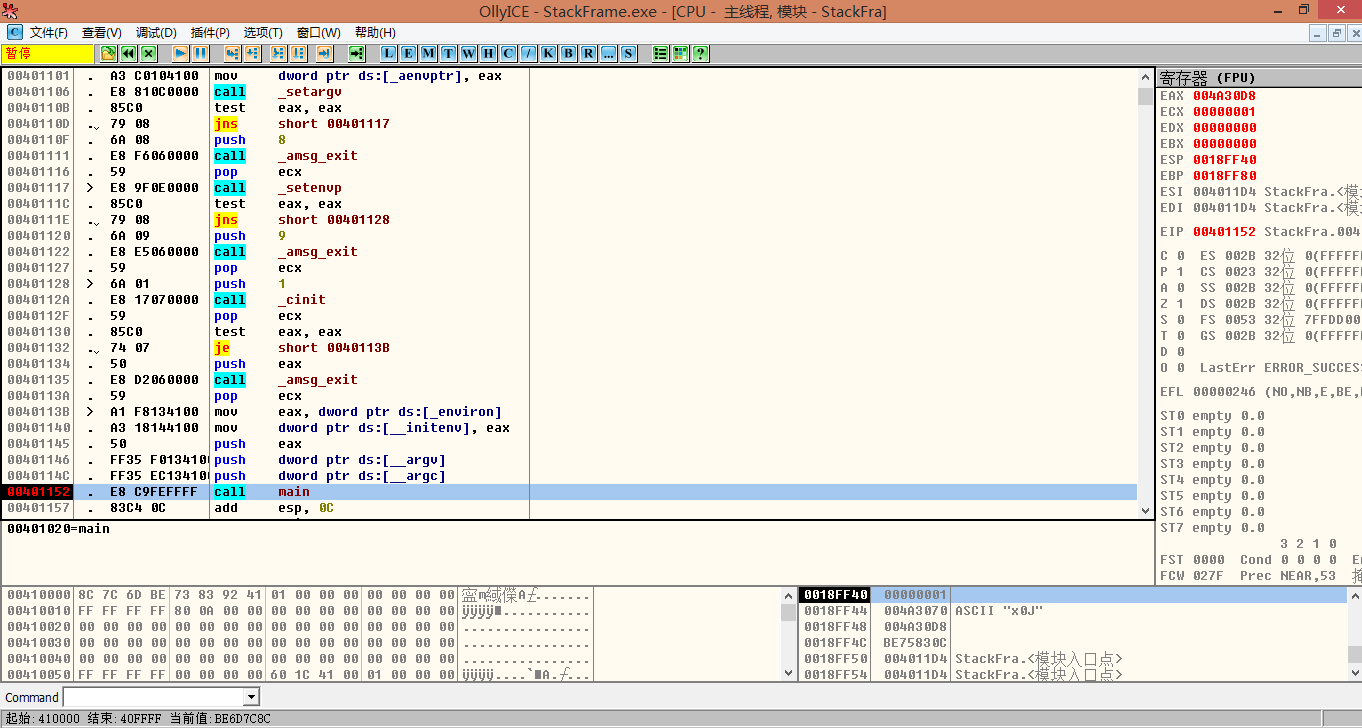 OllyICE - StackFrame.exe - [CPU - 主线程, 模块 - StackFra]
C 文件(F) 查看(V) 调试(D) 插件(P) 选项(T) 窗口(W) 帮助(H)
暂停 L E M T W H C / K B R ... S ?
00401101 . A3 C0104100 mov dword ptr ds:[_aenvptr], eax
00401106 . E8 810C0000 call _setargv
0040110B . 85C0 test eax, eax
0040110D . 79 08 jns short 00401117
0040110F . 6A 08 push 8
00401111 . E8 F6060000 call _amsg_exit
00401116 . 59 pop ecx
00401117 > E8 9F0E0000 call _setenvp
0040111C . 85C0 test eax, eax
0040111E . 79 08 jns short 00401128
00401120 . 6A 09 push 9
00401122 . E8 E5060000 call _amsg_exit
00401127 . 59 pop ecx
00401128 > 6A 01 push 1
0040112A . E8 17070000 call _cinit
0040112F . 59 pop ecx
00401130 . 85C0 test eax, eax
00401132 . 74 07 je short 0040113B
00401134 . 50 push eax
00401135 . E8 D2060000 call _amsg_exit
0040113A . 59 pop ecx
0040113B > A1 F8134100 mov eax, dword ptr ds:[_environ]
00401140 . A3 18144100 mov dword ptr ds:[__initenv], eax
00401145 . 50 push eax
00401146 . FF35 F013410 push dword ptr ds:[__argv]
0040114C . FF35 EC13410 push dword ptr ds:[__argc]
00401152 . E8 C9FEFFFF call main
00401157 . 83C4 0C add esp, 0C
00401020=main
寄存器 (FPU)
EAX 004A30D8
ECX 00000001
EDX 00000000
EBX 00000000
ESP 0018FF40
EBP 0018FF80
ESI 004011D4 StackFra.<模
EDI 004011D4 StackFra.<模
EIP 00401152 StackFra.004
C 0 ES 002B 32位 0(FFFFFF
P 1 CS 0023 32位 0(FFFFFF
A 0 SS 002B 32位 0(FFFFFF
Z 1 DS 002B 32位 0(FFFFFF
S 0 FS 0053 32位 7FFDD00
T 0 GS 002B 32位 0(FFFFFF
D 0
O 0 LastErr ERROR_SUCCES
EFL 00000246 (NO,NB,E,BE,
ST0 empty 0.0
ST1 empty 0.0
ST2 empty 0.0
ST3 empty 0.0
ST4 empty 0.0
ST5 empty 0.0
ST6 empty 0.0
ST7 empty 0.0
3 2 1 0
FST 0000 Cond 0 0 0 0
FCW 027F Prec NEAR,53
00410000 8C 7C 6D BE 73 83 92 41 01 00 00 00 00 00 00 00
00410010 FF FF FF FF 80 0A 00 00 00 00 00 00 00 00 00 00 ÿÿÿÿ
00410020 00 00 00 00 00 00 00 00 00 00 00 00 00 00 00 00 ................
00410030 00 00 00 00 00 00 00 00 00 00 00 00 00 00 00 00 ................
00410040 00 00 00 00 00 00 00 00 00 00 00 00 00 00 00 00 ................
00410050 FF FF FF FF 00 00 00 00 60 1C 41 00 01 00 00 00 ÿÿÿÿ....
0018FF40 00000001
0018FF44 004A3070 ASCII "x0J"
0018FF48 004A30D8
0018FF4C BE75830C
0018FF50 004011D4 StackFra.<模块入口点>
0018FF54 004011D4 StackFra.<模块入口点>
Command
起始:410000 结束:40FFFF 当前值:BE6D7C8C